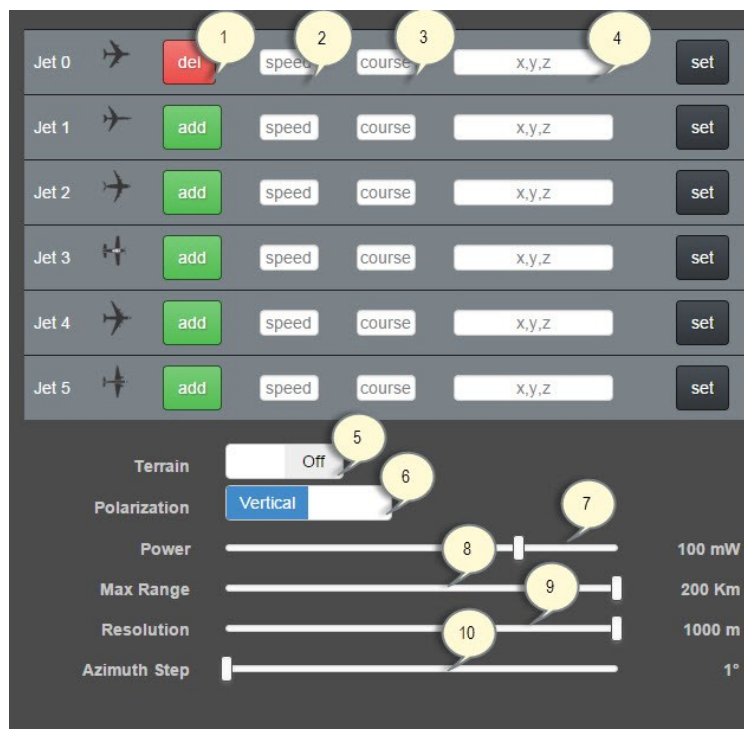 1 2 3 4
Jet 0 del speed course x,y,z set
Jet 1 add speed course x,y,z set
Jet 2 add speed course x,y,z set
Jet 3 add speed course x,y,z set
Jet 4 add speed course x,y,z set
Jet 5 add speed course x,y,z set
5
Terrain Off
6
Polarization Vertical
7
Power 8 100 mW
Max Range 9 200 Km
Resolution 10 1000 m
Azimuth Step 1°